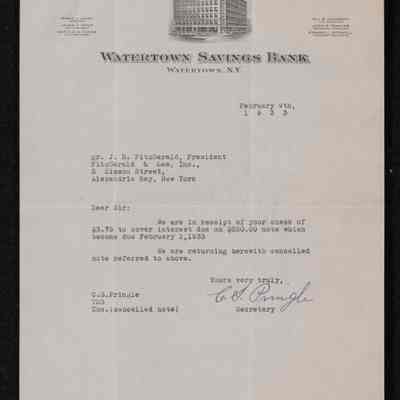 WATERTOWN SAVINGS BANK.
WATERTOWN, N.Y.
February 4th,
1 9 3 3
Mr. J. H. FitzGerald, President
FitzGerald & Lee, Inc.,
Street,
Alexandria Bay, New York
Dear Sir:
We are in receipt of your check of
$3.75 to cover interest due on $250.00 note which
became due February 1,1933
We are returning herewith cancelled
note referred to above.
Yours very truly,
C.S.Pringle
C.S.Pringle
Enc.(cancelled note)
Secretary